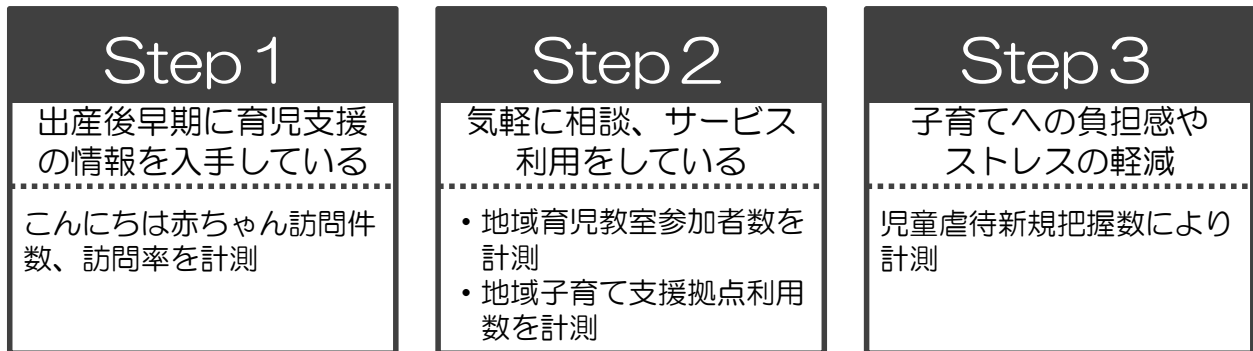 Step1
出産後早期に育児支援
の情報を入手している
こんにちは赤ちゃん訪問件
数、訪問率を計測
Step2
気軽に相談、サービス
利用をしている
・地域育児教室参加者数を
計測
・地域子育て支援拠点利用
数を計測
Step3
子育てへの負担感や
ストレスの軽減
児童虐待新規把握数により
計測